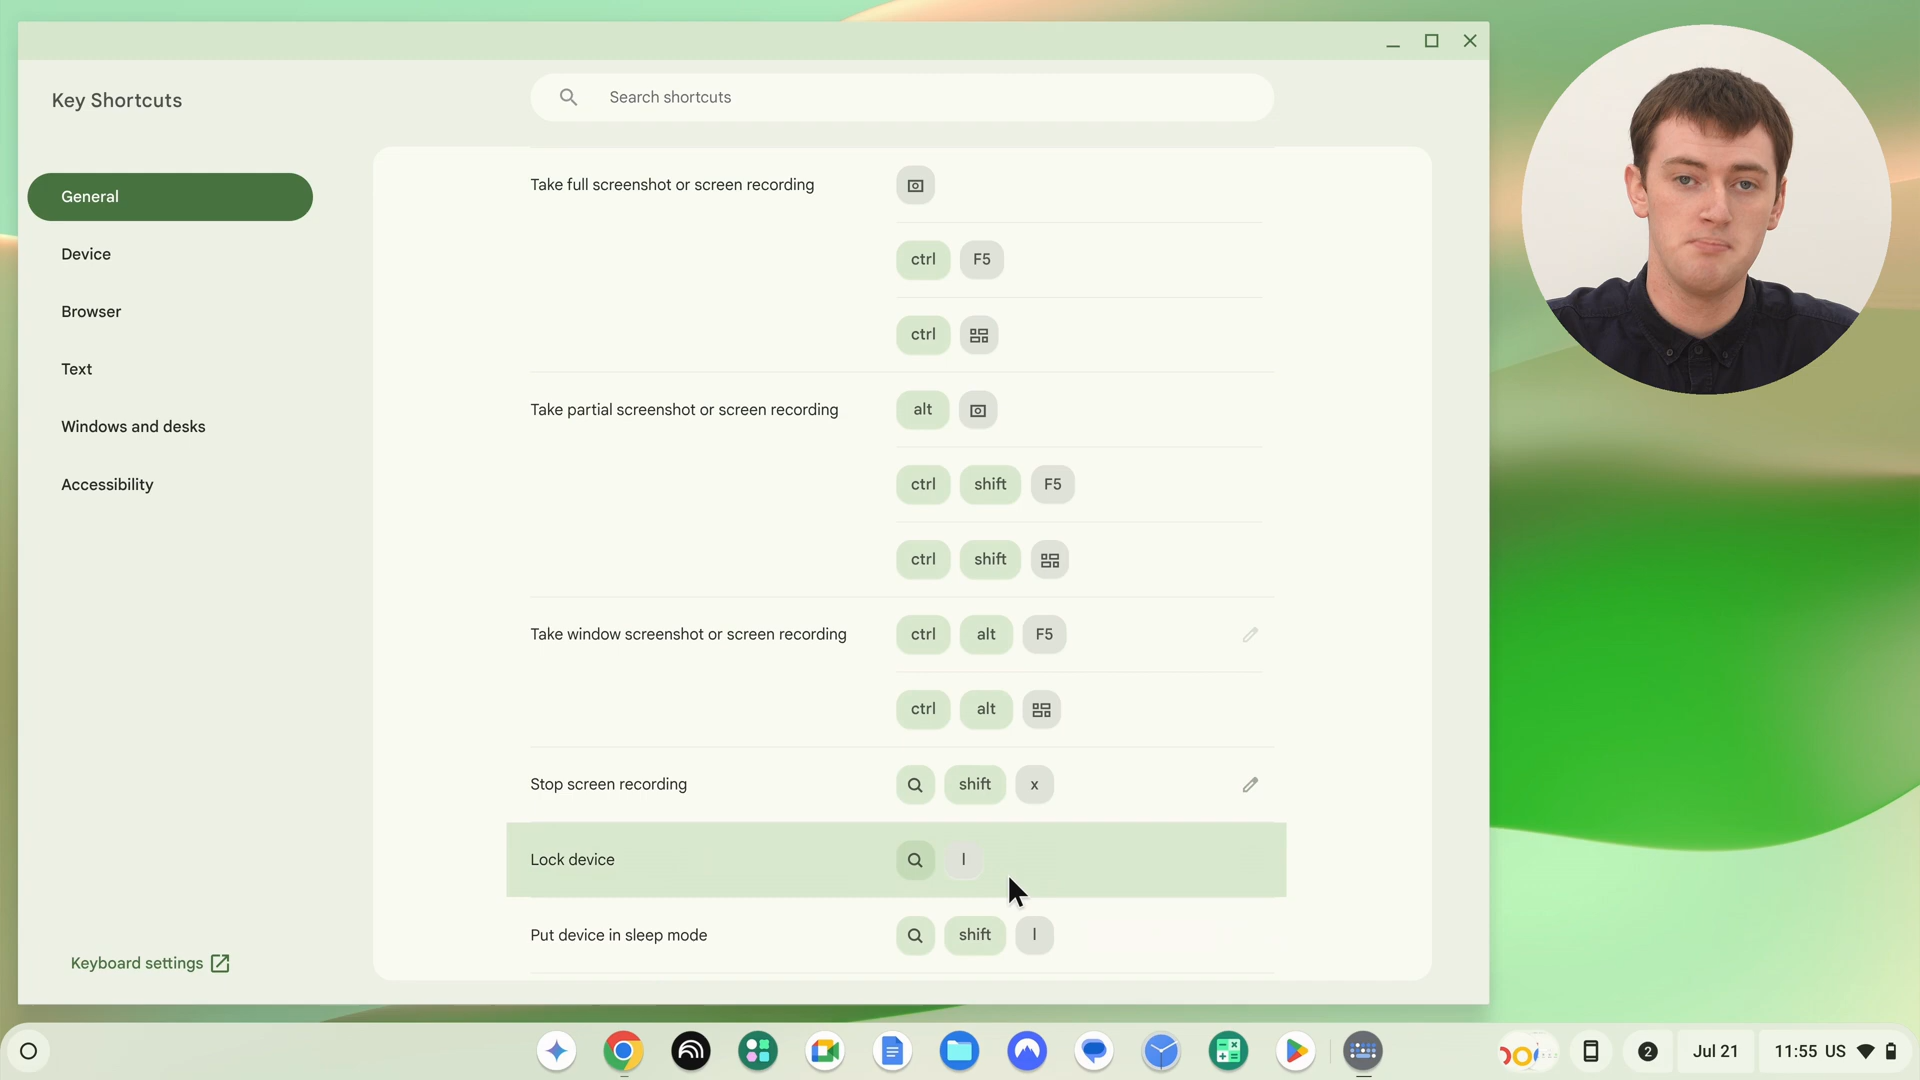 Key Shortcuts
Search shortcuts
General
Device
Browser
Text
Windows and desks
Accessibility
Keyboard settings
Take full screenshot or screen recording
ctrl F5
ctrl
Take partial screenshot or screen recording alt
ctrl shift F5
ctrl shift
Take window screenshot or screen recording ctrl alt F5
ctrl alt
Stop screen recording shift x
Lock device l
Put device in sleep mode shift l
2 Jul 21 11:55 US